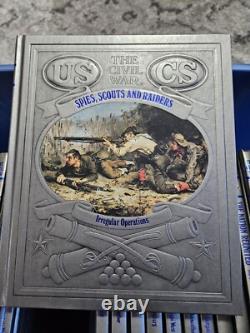 US
THE
CIVIL
WAR
CS
SPIES, SCOUTS AND RAIDERS
Irregular Operations